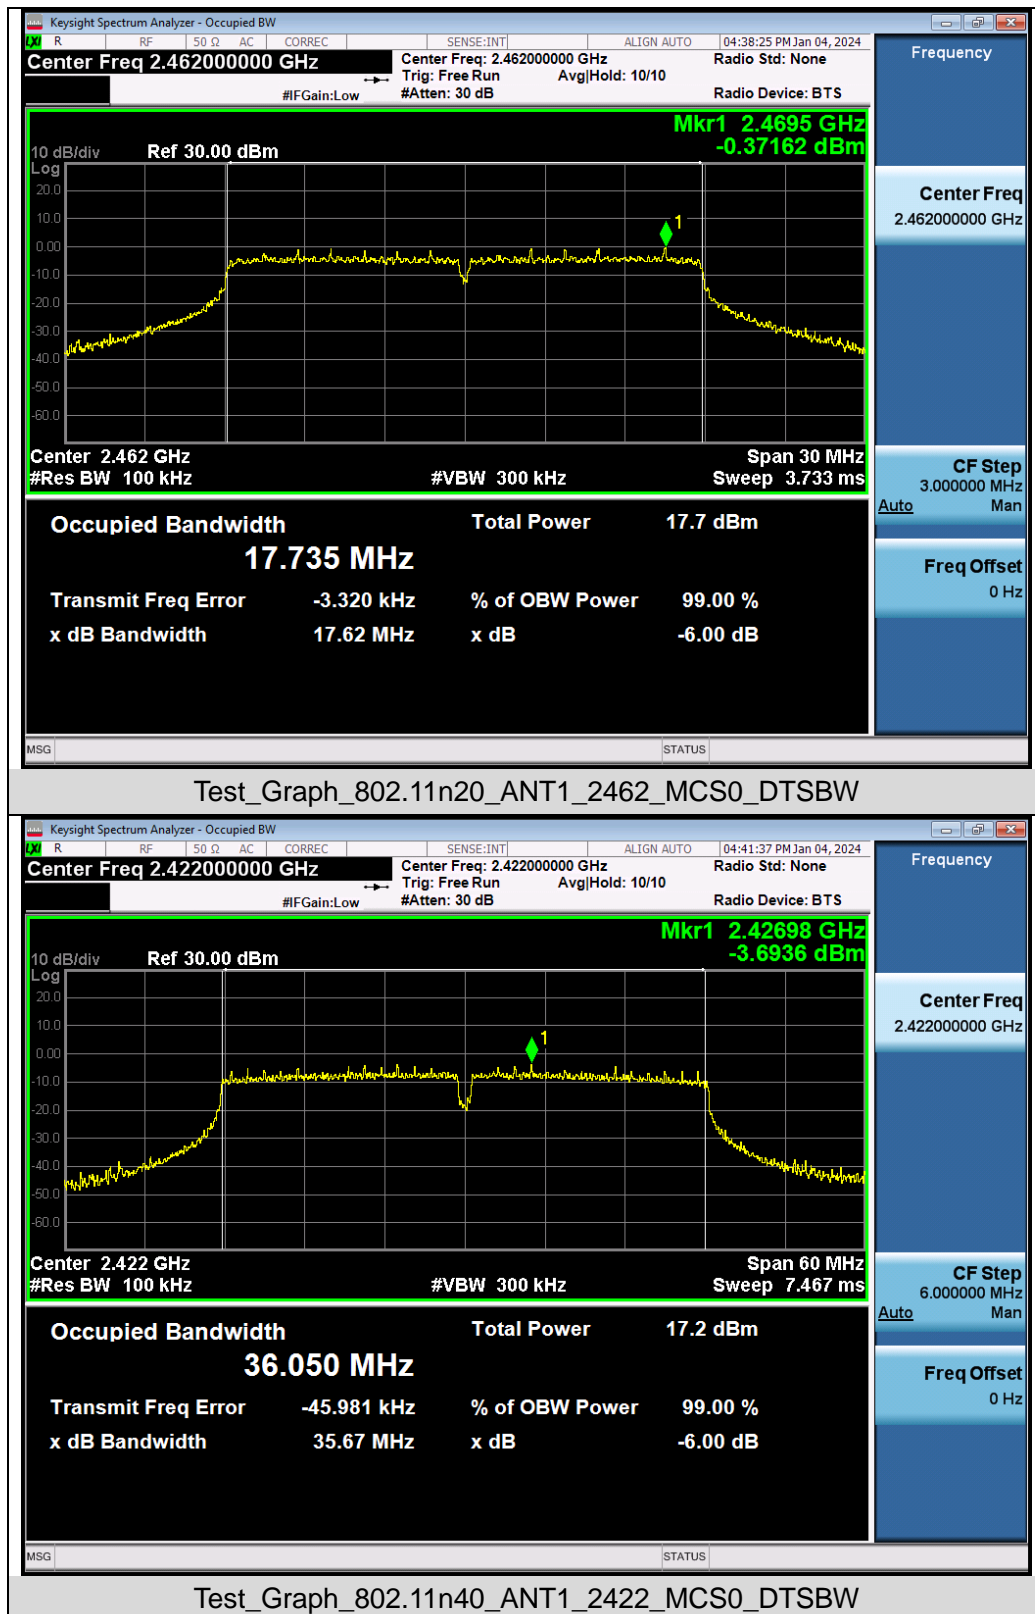 Keysight Spectrum Analyzer - Occupied BW
LXI R RF 50 Ω AC CORREC SENSE:INT ALIGN AUTO 04:38:25 PM Jan 04, 2024
Center Freq 2.462000000 GHz
Center Freq: 2.462000000 GHz
Radio Std: None
Trig: Free Run Avg|Hold: 10/10
#IFGain:Low
#Atten: 30 dB
Radio Device: BTS
Frequency
Mkr1 2.4695 GHz
-0.37162 dBm
10 dB/div Ref 30.00 dBm
Log
20.0
10.0
0.00
-10.0
-20.0
-30.0
-40.0
-50.0
-60.0
1
Center 2.462 GHz
Span 30 MHz
#Res BW 100 kHz
#VBW 300 kHz
Sweep 3.733 ms
Center Freq
2.462000000 GHz
CF Step
3.000000 MHz
Auto Man
Freq Offset
0 Hz
Occupied Bandwidth
Total Power 17.7 dBm
17.735 MHz
Transmit Freq Error -3.320 kHz % of OBW Power 99.00 %
x dB Bandwidth 17.62 MHz x dB -6.00 dB
MSG STATUS
Test_Graph_802.11n20_ANT1_2462_MCS0_DTSBW
Keysight Spectrum Analyzer - Occupied BW
LXI R RF 50 Ω AC CORREC SENSE:INT ALIGN AUTO 04:41:37 PM Jan 04, 2024
Center Freq 2.422000000 GHz
Center Freq: 2.422000000 GHz
Radio Std: None
Trig: Free Run Avg|Hold: 10/10
#IFGain:Low
#Atten: 30 dB
Radio Device: BTS
Frequency
Mkr1 2.42698 GHz
-3.6936 dBm
10 dB/div Ref 30.00 dBm
Log
20.0
10.0
0.00
-10.0
-20.0
-30.0
-40.0
-50.0
-60.0
1
Center 2.422 GHz
Span 60 MHz
#Res BW 100 kHz
#VBW 300 kHz
Sweep 7.467 ms
Center Freq
2.422000000 GHz
CF Step
6.000000 MHz
Auto Man
Freq Offset
0 Hz
Occupied Bandwidth
Total Power 17.2 dBm
36.050 MHz
Transmit Freq Error -45.981 kHz % of OBW Power 99.00 %
x dB Bandwidth 35.67 MHz x dB -6.00 dB
MSG STATUS
Test_Graph_802.11n40_ANT1_2422_MCS0_DTSBW